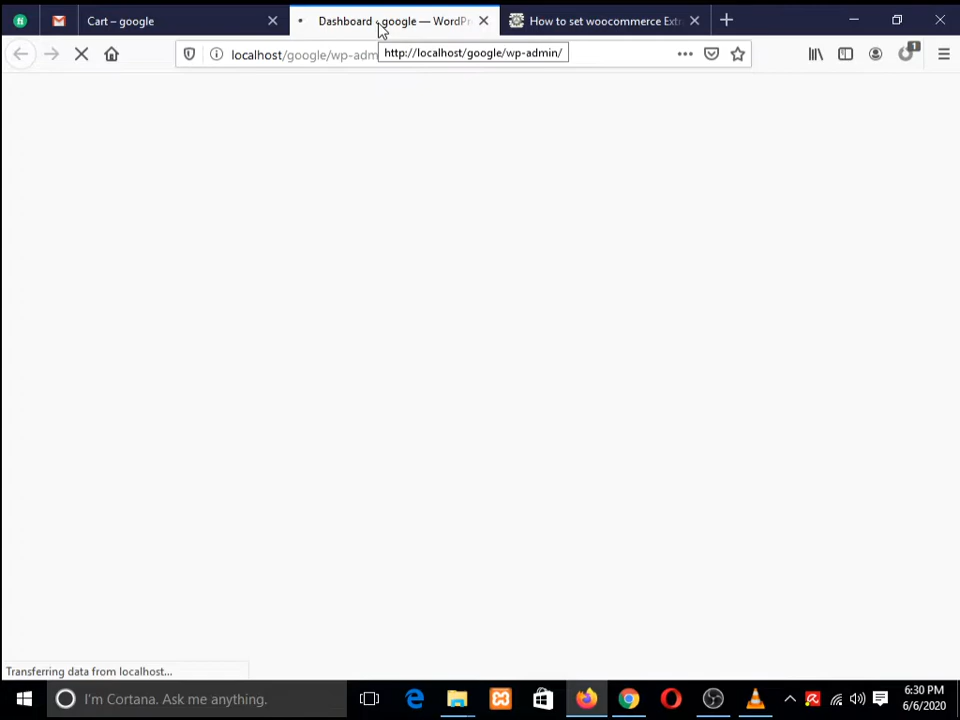 Cart – google
Dashboard ‹ google — WordPr
How to set woocommerce Extr
localhost/google/wp-adm
http://localhost/google/wp-admin/
1
Transferring data from localhost...
I'm Cortana. Ask me anything.
6:30 PM
6/6/2020